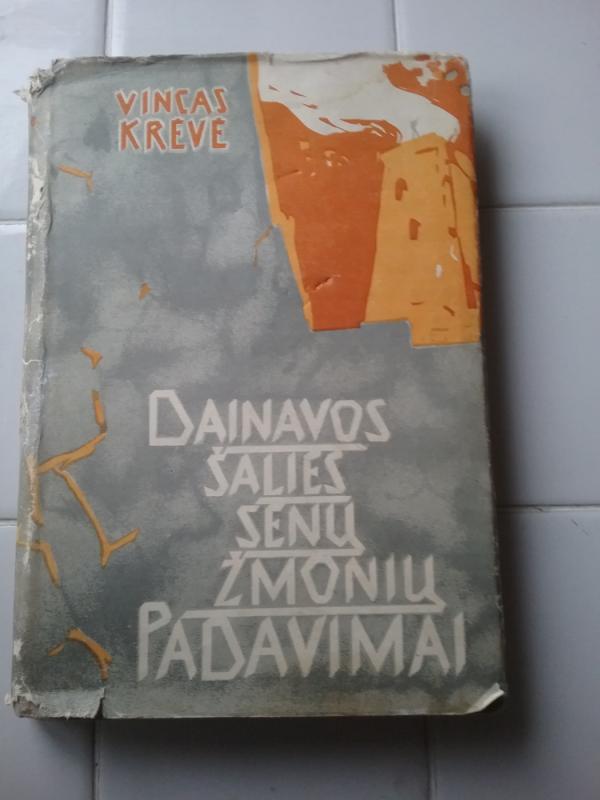 VINCAS
KRĖVĖ
DAINAVOS
ŠALIES
SENŲ
ŽMONIŲ
PADAVIMAI